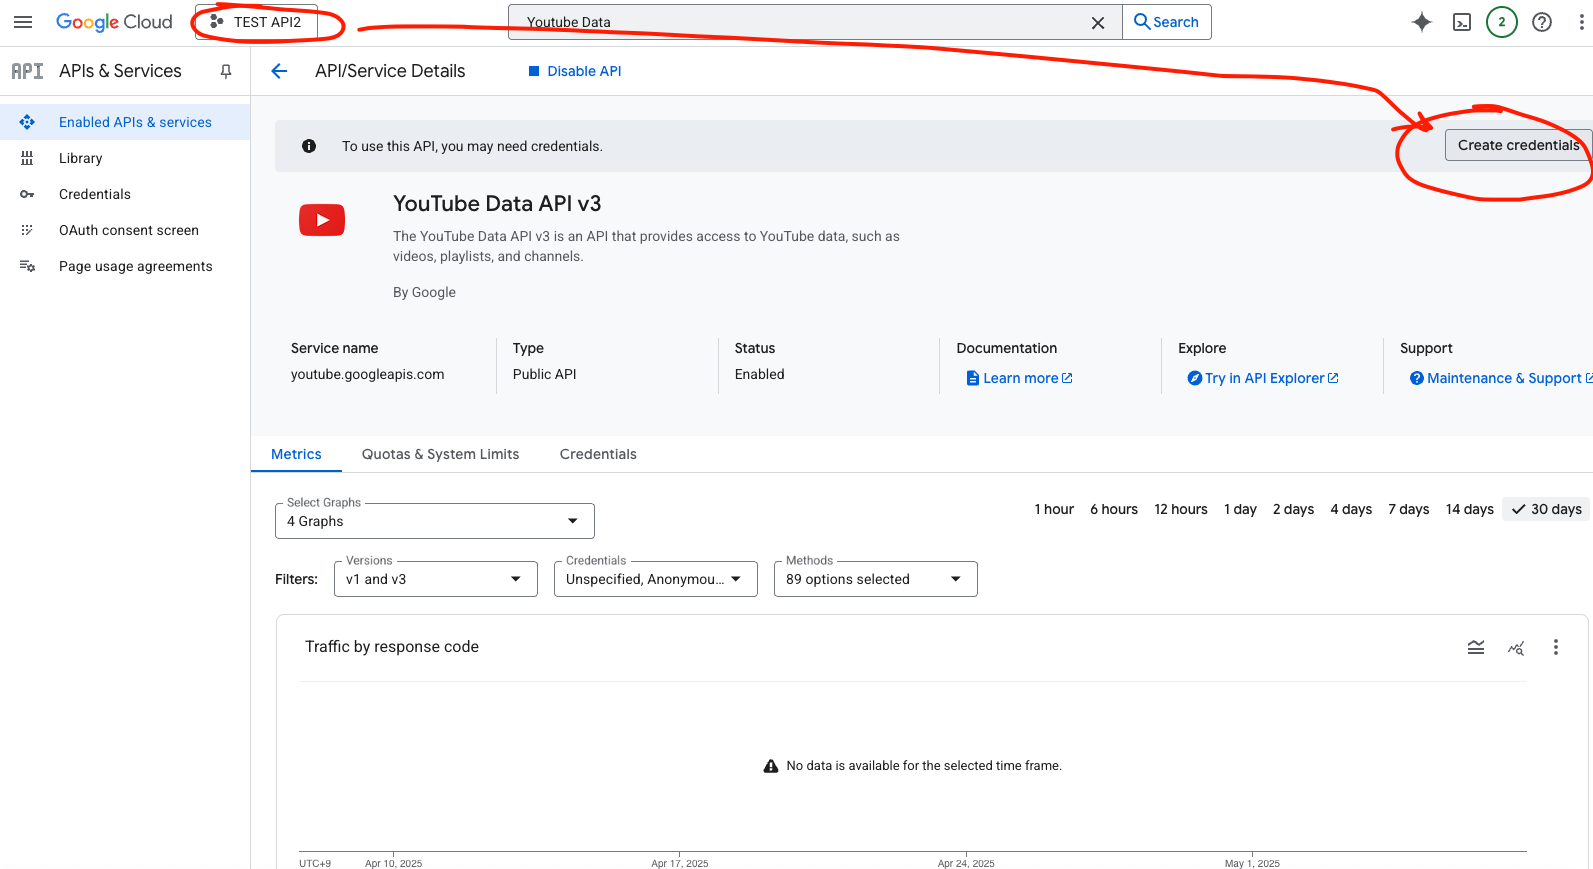 Google Cloud TEST API2 Youtube Data Search 2
API APIs & Services API/Service Details Disable API
Enabled APIs & services
Library
Credentials
OAuth consent screen
Page usage agreements
To use this API, you may need credentials. Create credentials
YouTube Data API v3
The YouTube Data API v3 is an API that provides access to YouTube data, such as
videos, playlists, and channels.
By Google
Service name Type Status Documentation Explore Support
youtube.googleapis.com Public API Enabled Learn more Try in API Explorer Maintenance & Support
Metrics Quotas & System Limits Credentials
Select Graphs
4 Graphs
1 hour 6 hours 12 hours 1 day 2 days 4 days 7 days 14 days 30 days
Filters:
Versions
v1 and v3
Credentials
Unspecified, Anonymou...
Methods
89 options selected
Traffic by response code
No data is available for the selected time frame.
UTC+9 Apr 10, 2025 Apr 17, 2025 Apr 24, 2025 May 1, 2025